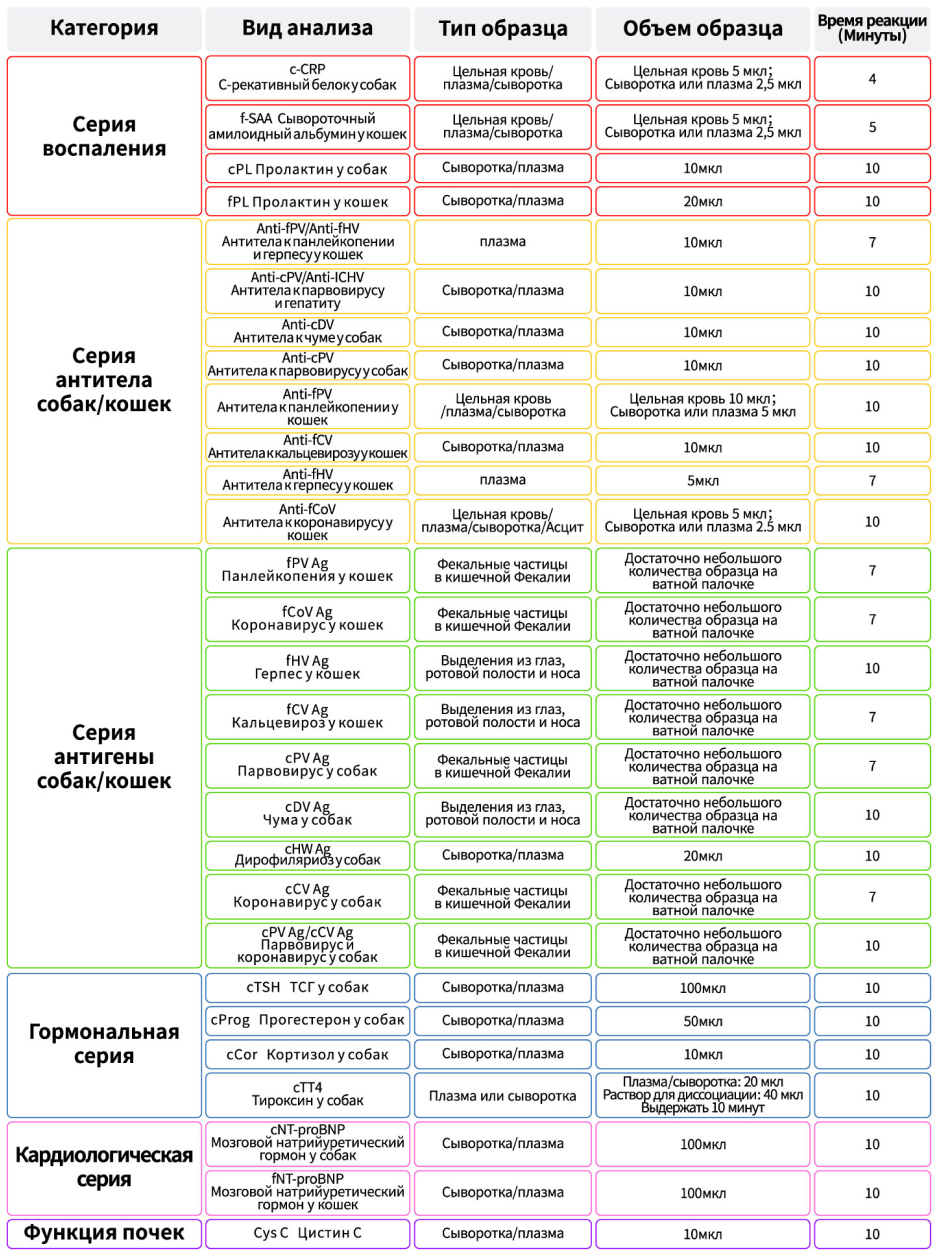 Категория
Вид анализа
Тип образца
Объем образца
Время реакции
(Минуты)
Серия
воспаления
c-CRP
С-рекативный белок у собак
Цельная кровь/
плазма/сыворотка
Цельная кровь 5 мкл;
Сыворотка или плазма 2,5 мкл
4
f-SAA Сывороточный
амилоидный альбумин у кошек
Цельная кровь/
плазма/сыворотка
Цельная кровь 5 мкл;
Сыворотка или плазма 2,5 мкл
5
cPL Пролактин у собак
Сыворотка/плазма
10мкл
10
fPL Пролактин у кошек
Сыворотка/плазма
20мкл
10
Серия
антитела
собак/кошек
Anti-fPV/Anti-fHV
Антитела к панлейкопении
и герпесу у кошек
плазма
10мкл
7
Anti-cPV/Anti-ICHV
Антитела к парвовирусу
и гепатиту
Сыворотка/плазма
10мкл
10
Anti-cDV
Антитела к чуме у собак
Сыворотка/плазма
10мкл
10
Anti-cPV
Антитела к парвовирусу у собак
Сыворотка/плазма
10мкл
10
Anti-fPV
Антитела к панлейкопении у
кошек
Цельная кровь
/плазма/сыворотка
Цельная кровь 10 мкл;
Сыворотка или плазма 5 мкл
10
Anti-fCV
Антитела к кальцевирозу у кошек
Сыворотка/плазма
10мкл
10
Anti-fHV
Антитела к герпесу у кошек
плазма
5мкл
7
Anti-fCoV
Антитела к коронавирусу у
кошек
Цельная кровь/
плазма/сыворотка/Асцит
Цельная кровь 5 мкл;
Сыворотка или плазма 2.5 мкл
10
Серия
антигены
собак/кошек
fPV Ag
Панлейкопения у кошек
Фекальные частицы
в кишечной Фекалии
Достаточно небольшого
количества образца на
ватной палочке
7
fCoV Ag
Коронавирус у кошек
Фекальные частицы
в кишечной Фекалии
Достаточно небольшого
количества образца на
ватной палочке
7
fHV Ag
Герпес у кошек
Выделения из глаз,
ротовой полости и носа
Достаточно небольшого
количества образца на
ватной палочке
10
fCV Ag
Кальцевироз у кошек
Выделения из глаз,
ротовой полости и носа
Достаточно небольшого
количества образца на
ватной палочке
7
cPV Ag
Парвовирус у собак
Фекальные частицы
в кишечной Фекалии
Достаточно небольшого
количества образца на
ватной палочке
7
cDV Ag
Чума у собак
Выделения из глаз,
ротовой полости и носа
Достаточно небольшого
количества образца на
ватной палочке
10
cHW Ag
Дирофиляриоз у собак
Сыворотка/плазма
20мкл
10
cCV Ag
Коронавирус у собак
Фекальные частицы
в кишечной Фекалии
Достаточно небольшого
количества образца на
ватной палочке
7
cPV Ag/cCV Ag
Парвовирус и
коронавирус у собак
Фекальные частицы
в кишечной Фекалии
Достаточно небольшого
количества образца на
ватной палочке
10
Гормональная
серия
cTSH ТСГ у собак
Сыворотка/плазма
100мкл
10
cProg Прогестерон у собак
Сыворотка/плазма
50мкл
10
cCor Кортизол у собак
Сыворотка/плазма
10мкл
10
cTT4
Тироксин у собак
Плазма или сыворотка
Плазма/сыворотка: 20 мкл
Раствор для диссоциации: 40 мкл
Выдержать 10 минут
10
Кардиологическая
серия
cNT-proBNP
Мозговой натрийуретический
гормон у собак
Сыворотка/плазма
100мкл
10
fNT-proBNP
Мозговой натрийуретический
гормон у кошек
Сыворотка/плазма
100мкл
10
Функция почек
Cys C Цистин С
Сыворотка/плазма
10мкл
10